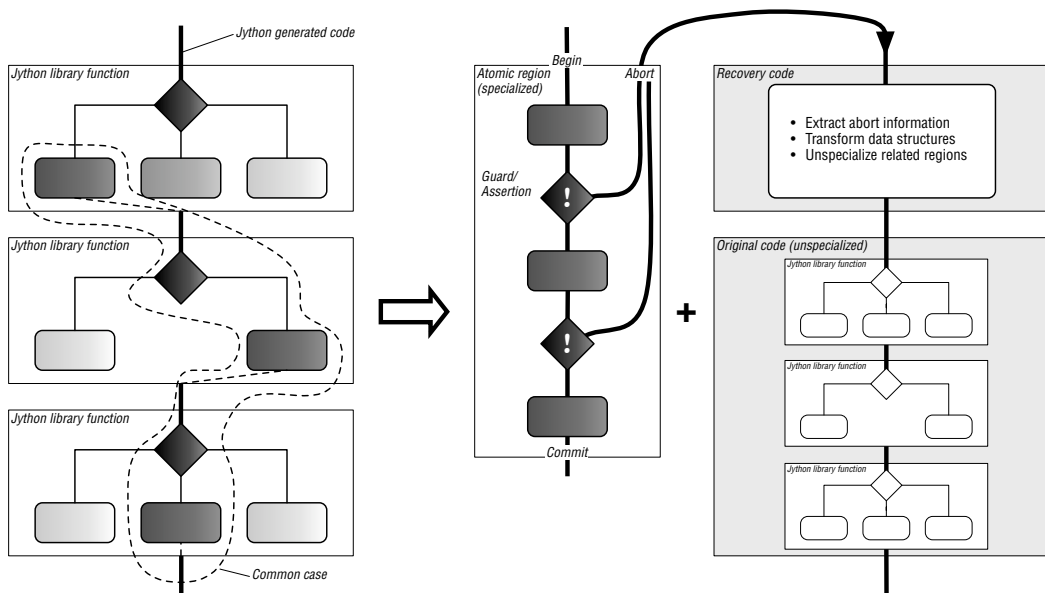 Jython generated code
Jython library function
Jython library function
Jython library function
Common case
Begin
Abort
Atomic region
(specialized)
Guard/
Assertion
!
!
Commit
+
Recovery code
• Extract abort information
• Transform data structures
• Unspecialize related regions
Original code (unspecialized)
Jython library function
Jython library function
Jython library function